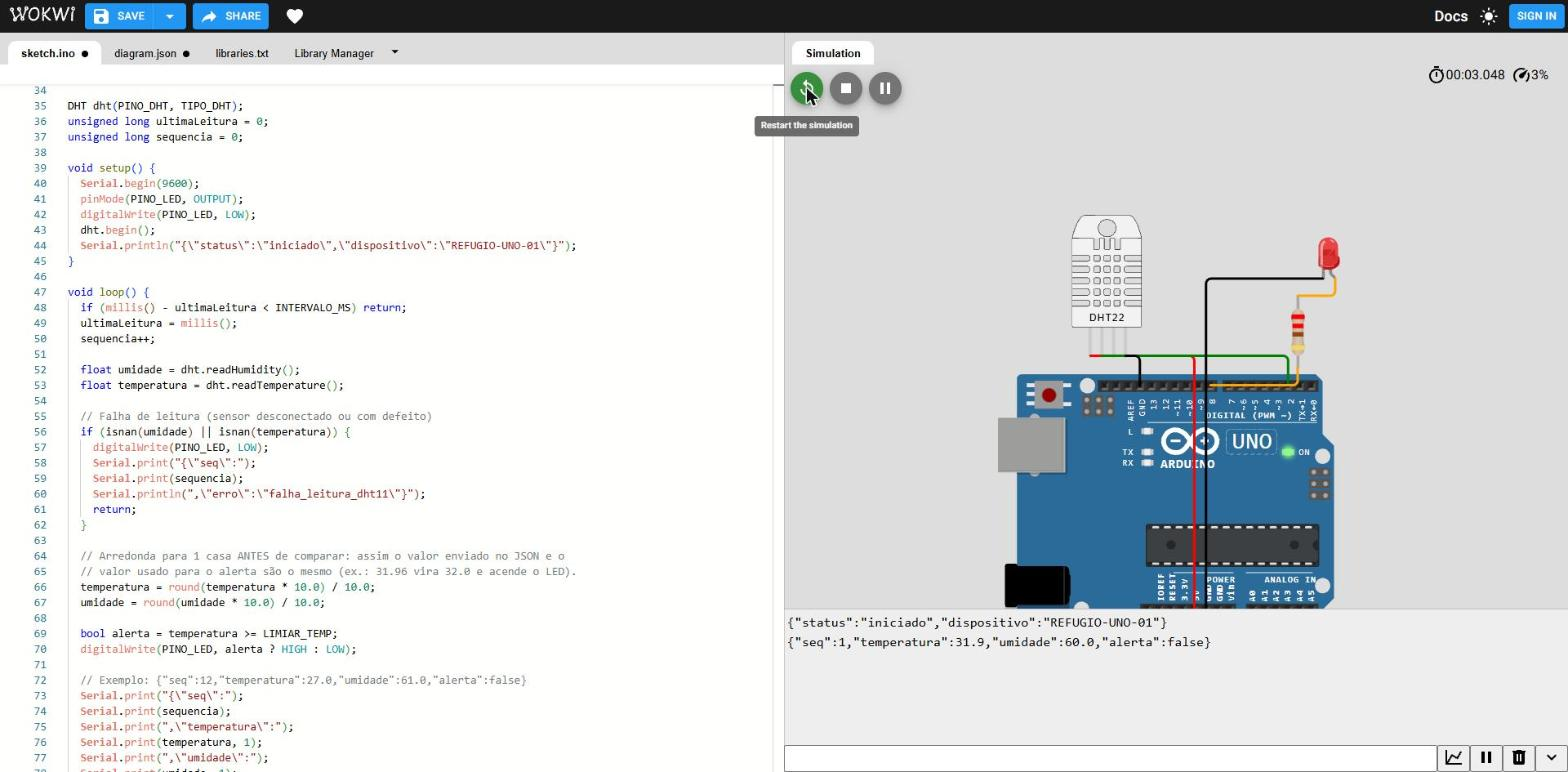 WOKWI
SAVE
SHARE
Docs
SIGN IN
sketch.ino
diagram.json
libraries.txt
Library Manager
34
35 DHT dht(PINO_DHT, TIPO_DHT);
36 unsigned long ultimaLeitura = 0;
37 unsigned long sequencia = 0;
38
39 void setup() {
40 Serial.begin(9600);
41 pinMode(PINO_LED, OUTPUT);
42 digitalWrite(PINO_LED, LOW);
43 dht.begin();
44 Serial.println("{\"status\":\"iniciado\",\"dispositivo\":\"REFUGIO-UNO-01\"}");
45 }
46
47 void loop() {
48 if (millis() - ultimaLeitura < INTERVALO_MS) return;
49 ultimaLeitura = millis();
50 sequencia++;
51
52 float umidade = dht.readHumidity();
53 float temperatura = dht.readTemperature();
54
55 // Falha de leitura (sensor desconectado ou com defeito)
56 if (isnan(umidade) || isnan(temperatura)) {
57 digitalWrite(PINO_LED, LOW);
58 Serial.print("{\"seq\":");
59 Serial.print(sequencia);
60 Serial.println(",\"erro\":\"falha_leitura_dht11\"}");
61 return;
62 }
63
64 // Arredonda para 1 casa ANTES de comparar: assim o valor enviado no JSON e o
65 // valor usado para o alerta são o mesmo (ex.: 31.96 vira 32.0 e acende o LED).
66 temperatura = round(temperatura * 10.0) / 10.0;
67 umidade = round(umidade * 10.0) / 10.0;
68
69 bool alerta = temperatura >= LIMIAR_TEMP;
70 digitalWrite(PINO_LED, alerta ? HIGH : LOW);
71
72 // Exemplo: {"seq":12,"temperatura":27.0,"umidade":61.0,"alerta":false}
73 Serial.print("{\"seq\":");
74 Serial.print(sequencia);
75 Serial.print(",\"temperatura\":");
76 Serial.print(temperatura, 1);
77 Serial.print(",\"umidade\":");
Simulation
00:03.048 3%
Restart the simulation
DHT22
AREF GND 13 12 ~11 ~10 ~9 8 7 ~6 ~5 4 ~3 2 TX→1 RX←0
DIGITAL (PWM ~)
L
TX
RX
UNO
ON
ARDUINO
POWER
ANALOG IN
IOREF RESET 3.3V 5V GND GND Vin A0 A1 A2 A3 A4 A5
{"status":"iniciado","dispositivo":"REFUGIO-UNO-01"}
{"seq":1,"temperatura":31.9,"umidade":60.0,"alerta":false}